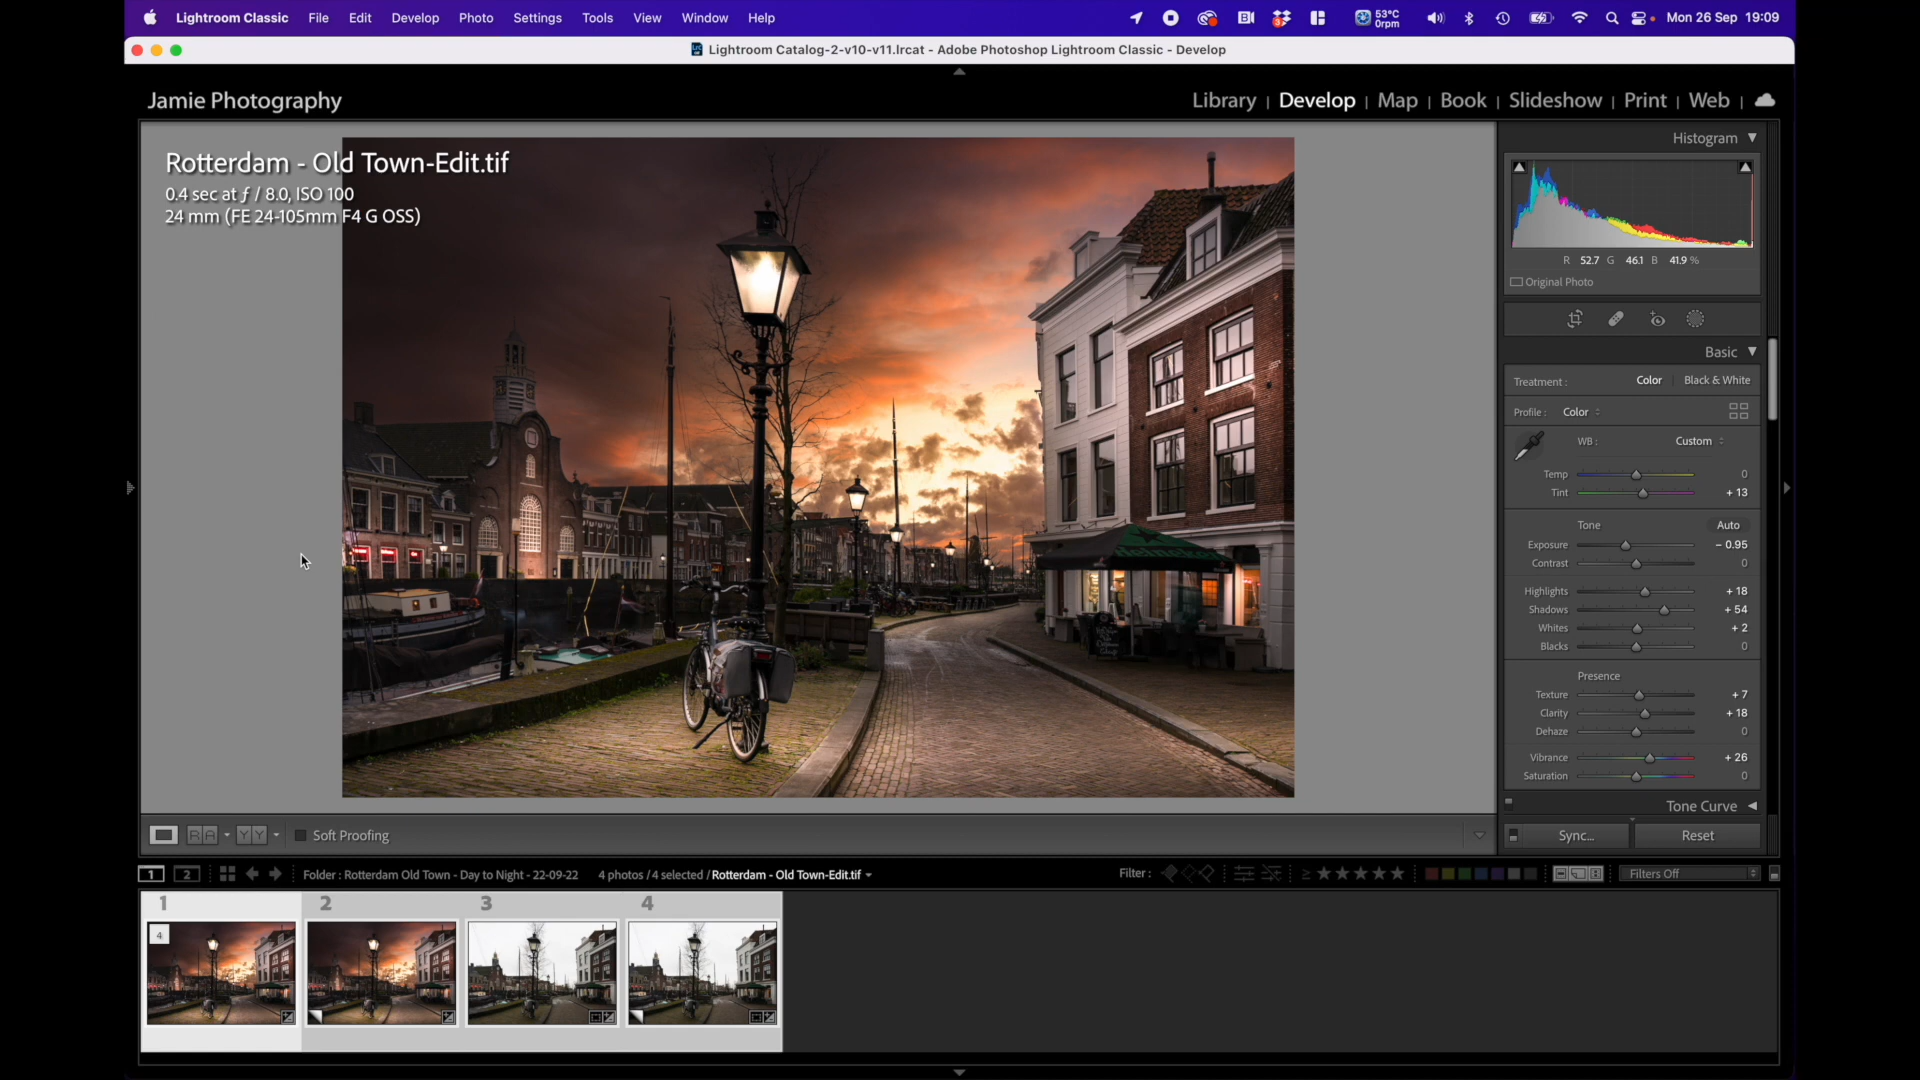 Lightroom Classic File Edit Develop Photo Settings Tools View Window Help 3 53°C 0rpm Mon 26 Sep 19:09
Lightroom Catalog-2-v10-v11.lrcat - Adobe Photoshop Lightroom Classic - Develop
Jamie Photography
Library | Develop | Map | Book | Slideshow | Print | Web |
Rotterdam - Old Town-Edit.tif
0.4 sec at f / 8.0, ISO 100
24 mm (FE 24-105mm F4 G OSS)
Heineken
Histogram
R 52.7 G 46.1 B 41.9 %
Original Photo
Basic
Treatment : Color Black & White
Profile : Color
WB : Custom
Temp 0
Tint + 13
Tone Auto
Exposure – 0.95
Contrast 0
Highlights + 18
Shadows + 54
Whites + 2
Blacks 0
Presence
Texture + 7
Clarity + 18
Dehaze 0
Vibrance + 26
Saturation 0
Tone Curve
R A Y Y Soft Proofing
Sync... Reset
1 2 Folder : Rotterdam Old Town - Day to Night - 22-09-22 4 photos / 4 selected / Rotterdam - Old Town-Edit.tif Filter : ≥ Filters Off
1 2 3 4
4